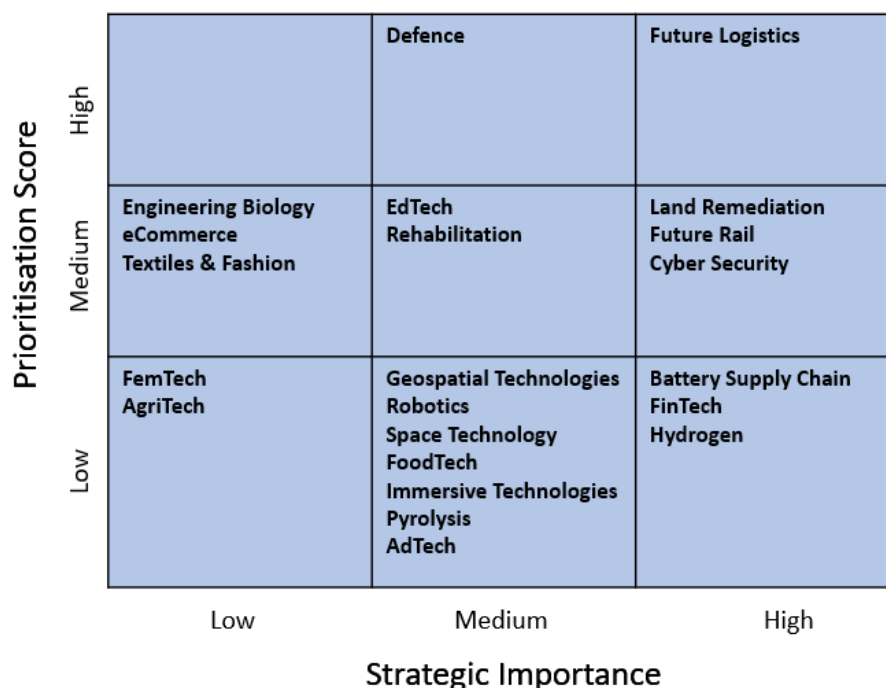 Prioritisation Score
High
Defence
Future Logistics
Medium
Engineering Biology
eCommerce
Textiles & Fashion
EdTech
Rehabilitation
Land Remediation
Future Rail
Cyber Security
Low
FemTech
AgriTech
Geospatial Technologies
Robotics
Space Technology
FoodTech
Immersive Technologies
Pyrolysis
AdTech
Battery Supply Chain
FinTech
Hydrogen
Low
Medium
High
Strategic Importance